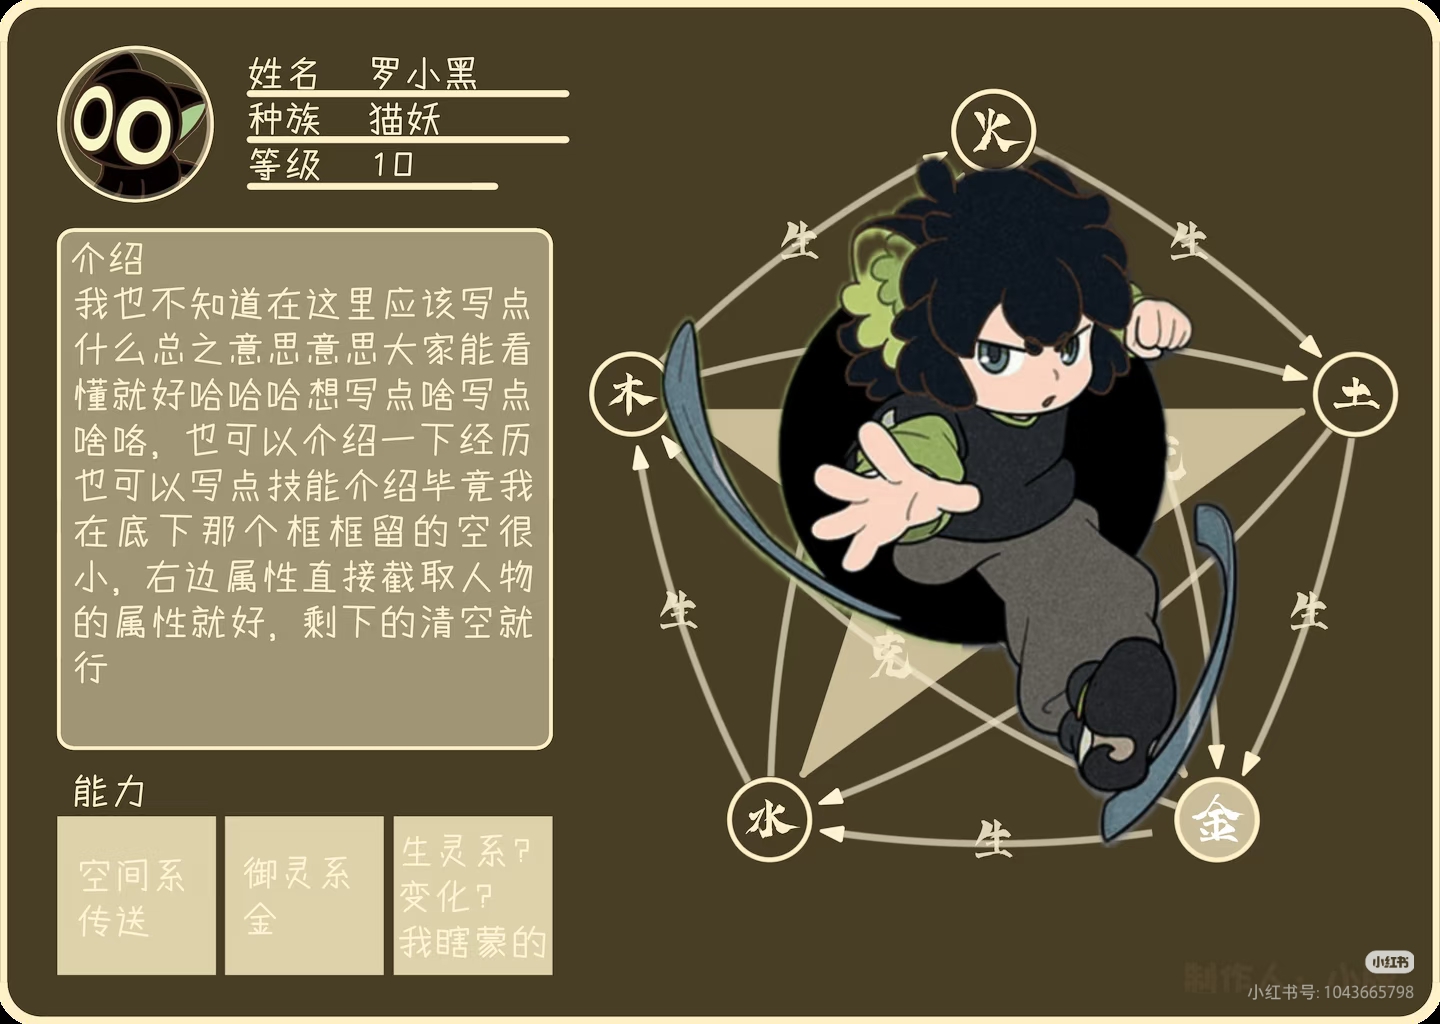 姓名 罗小黑
种族 猫妖
等级 10
介绍
我也不知道在这里应该写点
什么总之意思意思大家能看
懂就好哈哈哈想写点啥写点
啥咯，也可以介绍一下经历
也可以写点技能介绍毕竟我
在底下那个框框留的空很
小，右边属性直接截取人物
的属性就好，剩下的清空就
行
能力
空间系
传送
御灵系
金
生灵系?
变化?
我瞎蒙的
火
生
生
木
土
克
生
生
克
水
金
生
制作人：小
小红书
小红书号: 1043665798